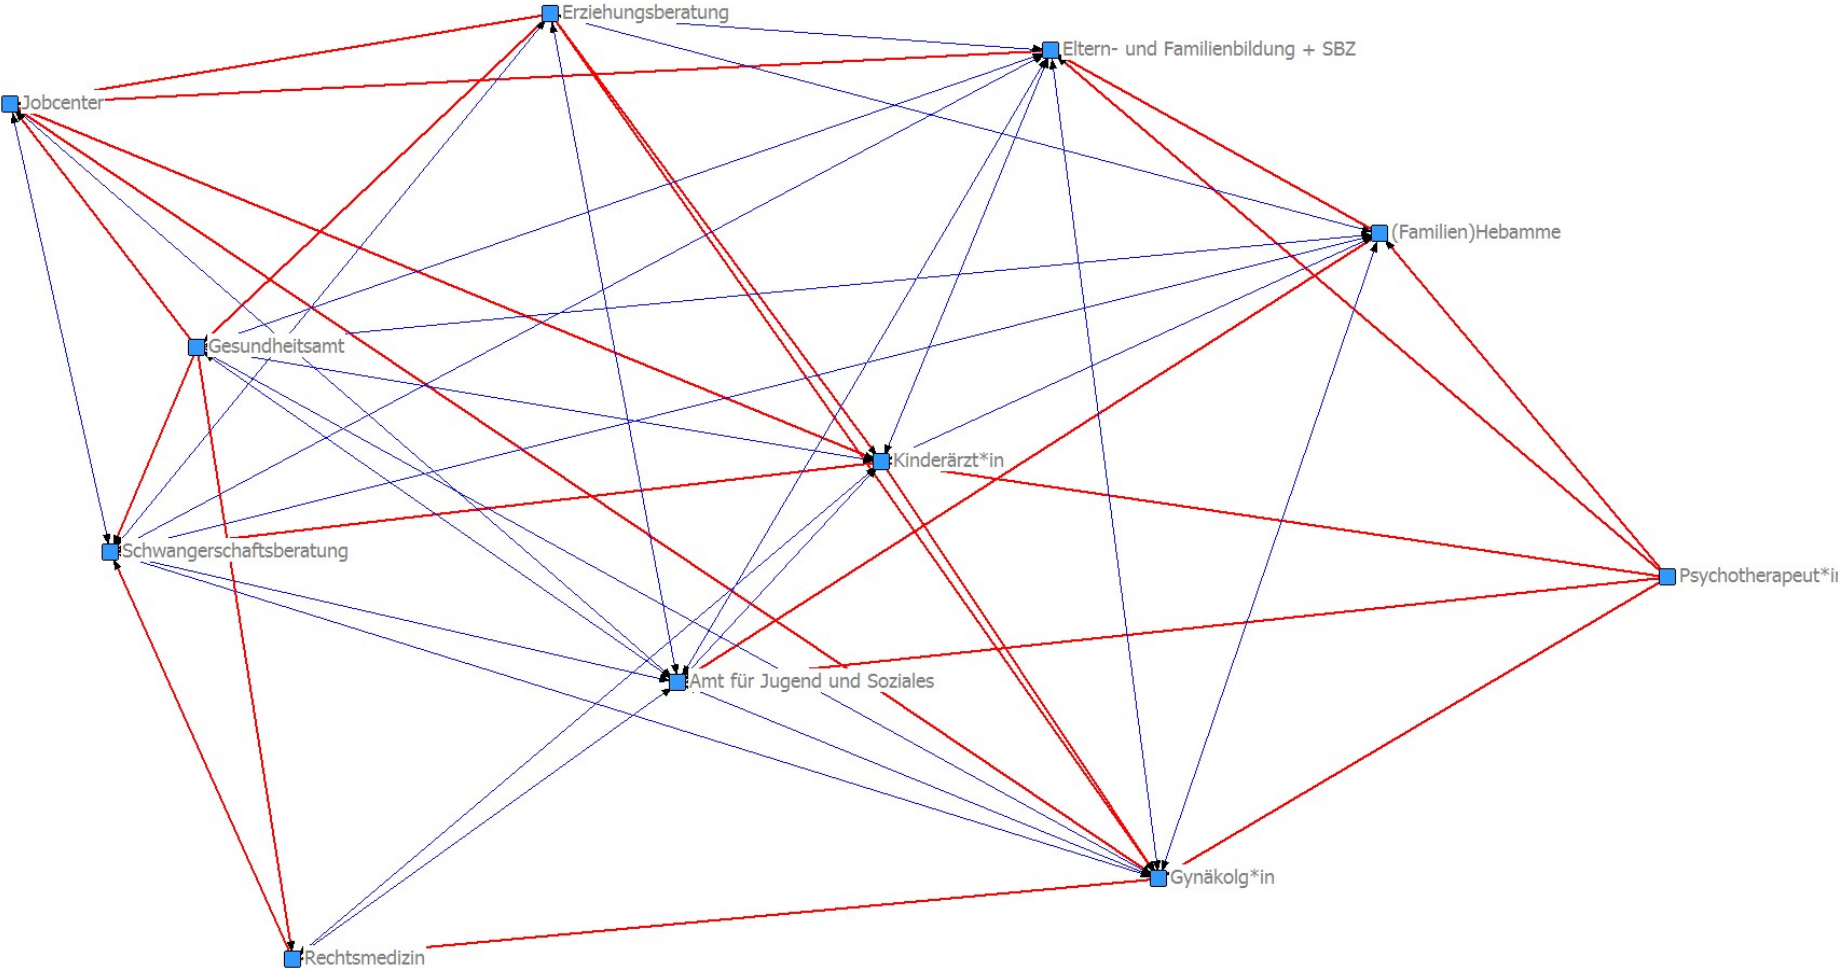 Erziehungsberatung
Eltern- und Familienbildung + SBZ
Jobcenter
(Familien)Hebamme
Gesundheitsamt
Kinderärzt*in
Schwangerschaftsberatung
Psychotherapeut*in
Amt für Jugend und Soziales
Gynäkolg*in
Rechtsmedizin